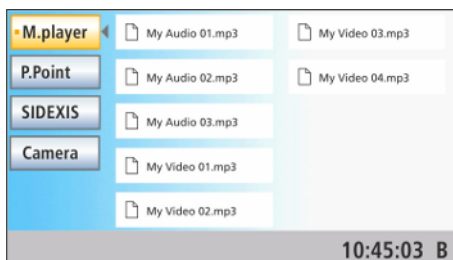 M.player
P.Point
SIDEXIS
Camera
My Audio 01.mp3
My Audio 02.mp3
My Audio 03.mp3
My Video 01.mp3
My Video 02.mp3
My Video 03.mp3
My Video 04.mp3
10:45:03 B